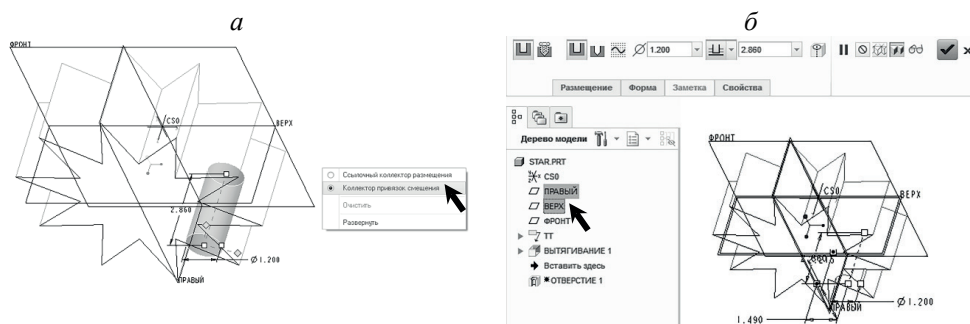 а
ФРОНТ
CS0
ВЕРХ
2.860
Ø1.200
ПРАВЫЙ
Ссылочный коллектор размещения
Коллектор привязок смещения
Очистить
Развернуть
б
Ø 1.200 2.860
Размещение Форма Заметка Свойства
Дерево модели
STAR.PRT
CS0
ПРАВЫЙ
ВЕРХ
ФРОНТ
ТТ
ВЫТЯГИВАНИЕ 1
Вставить здесь
ОТВЕРСТИЕ 1
ФРОНТ
CS0
ВЕРХ
ПРАВЫЙ
Ø1.200
1.490